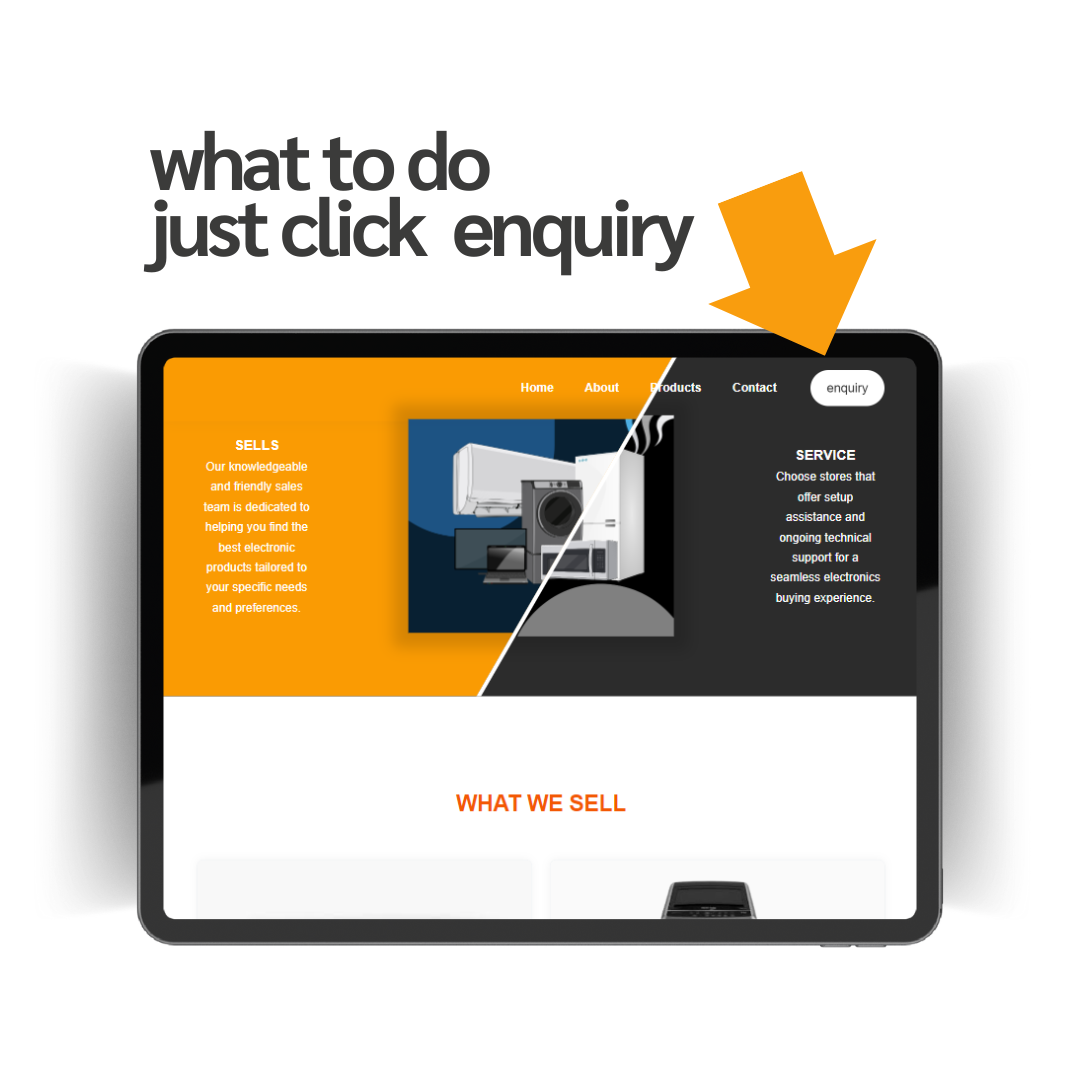 what to do
just click enquiry
Home About Products Contact enquiry
SELLS
Our knowledgeable
and friendly sales
team is dedicated to
helping you find the
best electronic
products tailored to
your specific needs
and preferences.
SERVICE
Choose stores that
offer setup
assistance and
ongoing technical
support for a
seamless electronics
buying experience.
WHAT WE SELL